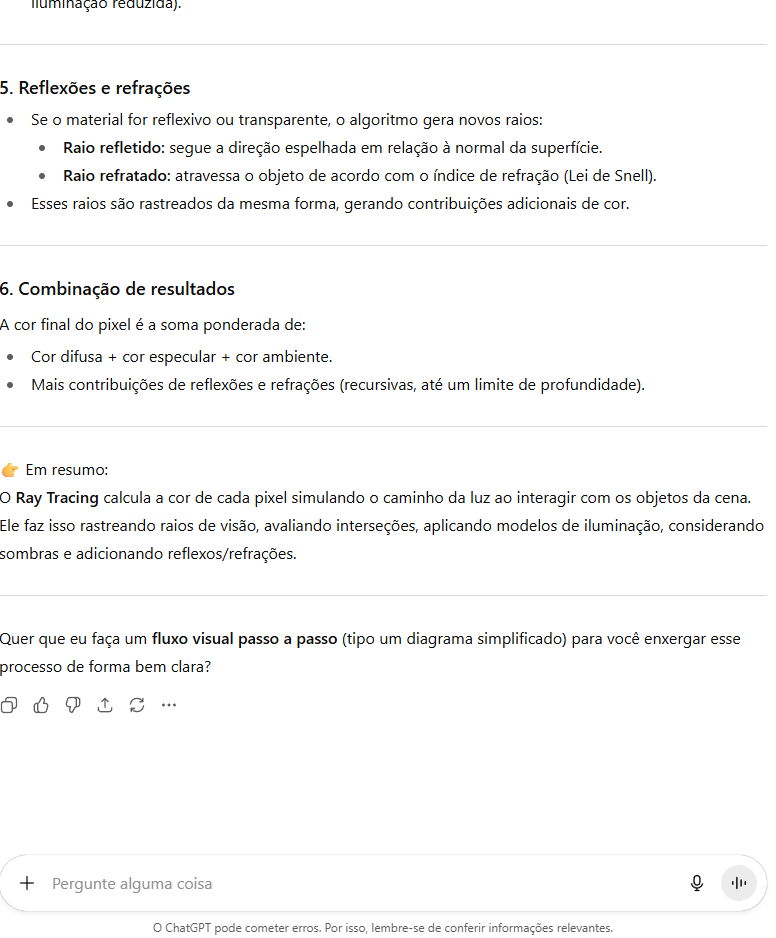 iluminação reduzida).
5. Reflexões e refrações
Se o material for reflexivo ou transparente, o algoritmo gera novos raios:
Raio refletido: segue a direção espelhada em relação à normal da superfície.
Raio refratado: atravessa o objeto de acordo com o índice de refração (Lei de Snell).
Esses raios são rastreados da mesma forma, gerando contribuições adicionais de cor.
6. Combinação de resultados
A cor final do pixel é a soma ponderada de:
Cor difusa + cor especular + cor ambiente.
Mais contribuições de reflexões e refrações (recursivas, até um limite de profundidade).
👉 Em resumo:
O Ray Tracing calcula a cor de cada pixel simulando o caminho da luz ao interagir com os objetos da cena.
Ele faz isso rastreando raios de visão, avaliando interseções, aplicando modelos de iluminação, considerando
sombras e adicionando reflexos/refrações.
Quer que eu faça um fluxo visual passo a passo (tipo um diagrama simplificado) para você enxergar esse
processo de forma bem clara?
Pergunte alguma coisa
O ChatGPT pode cometer erros. Por isso, lembre-se de conferir informações relevantes.